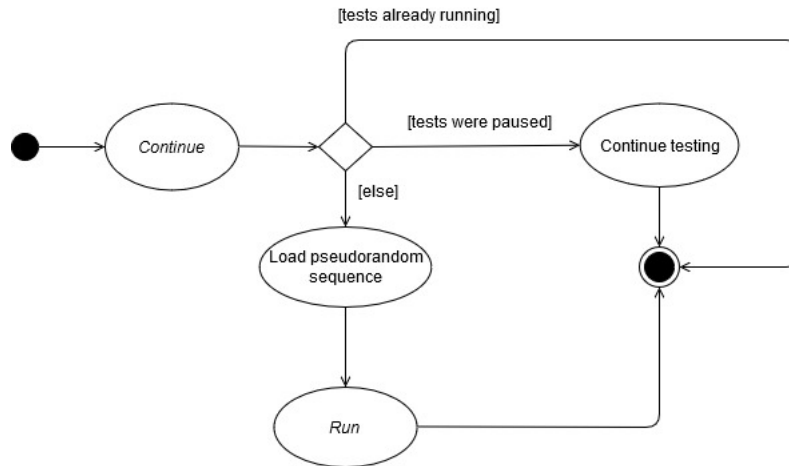 [tests already running]
[tests were paused]
Continue
Continue testing
[else]
Load pseudorandom
sequence
Run